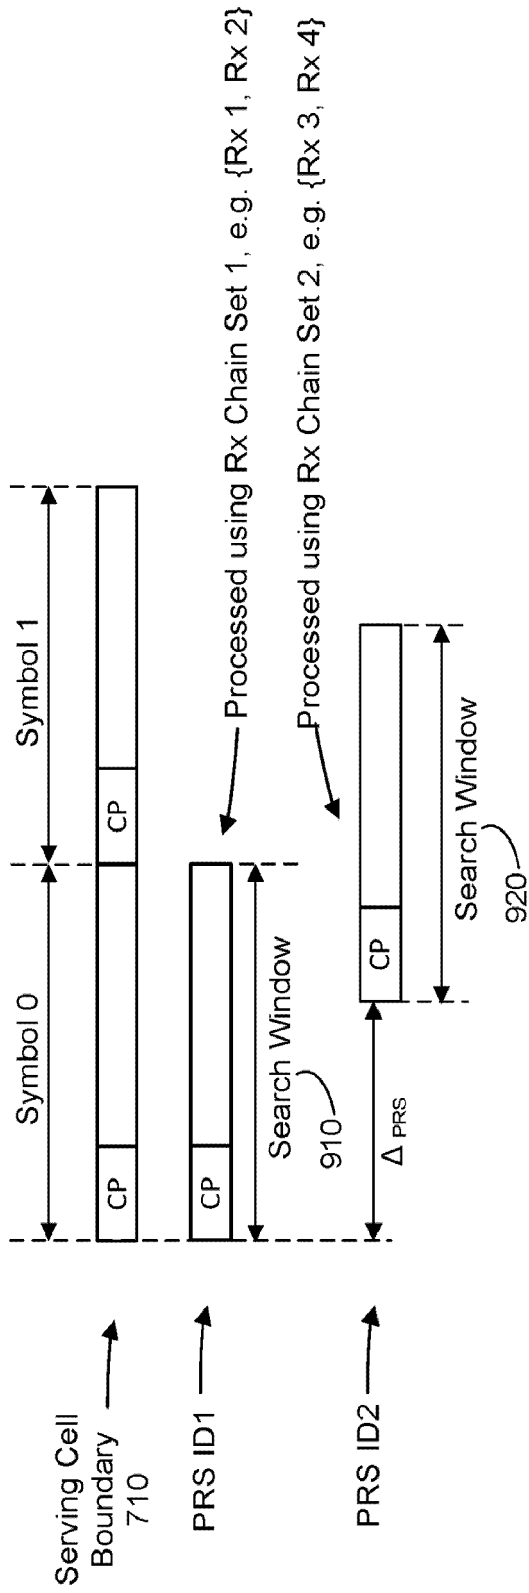 Symbol 0
Symbol 1
Serving Cell
Boundary
710
CP
CP
PRS ID1
CP
Processed using Rx Chain Set 1, e.g. {Rx 1, Rx 2}
Search Window
910
Processed using Rx Chain Set 2, e.g. {Rx 3, Rx 4}
PRS ID2
CP
Δ PRS
Search Window
920